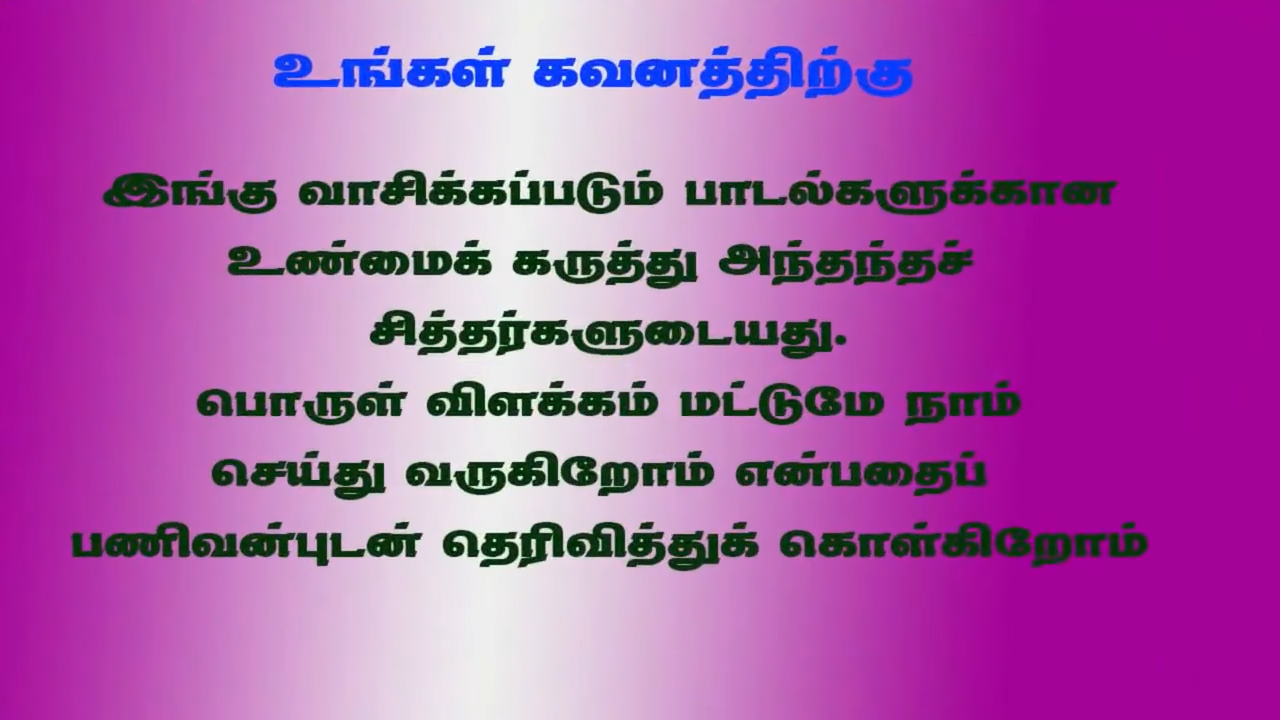 உங்கள் கவனத்திற்கு
இங்கு வாசிக்கப்படும் பாடல்களுக்கான
உண்மைக் கருத்து அந்தந்தச்
சித்தர்களுடையது.
பொருள் விளக்கம் மட்டுமே நாம்
செய்து வருகிறோம் என்பதைப்
பணிவன்புடன் தெரிவித்துக் கொள்கிறோம்